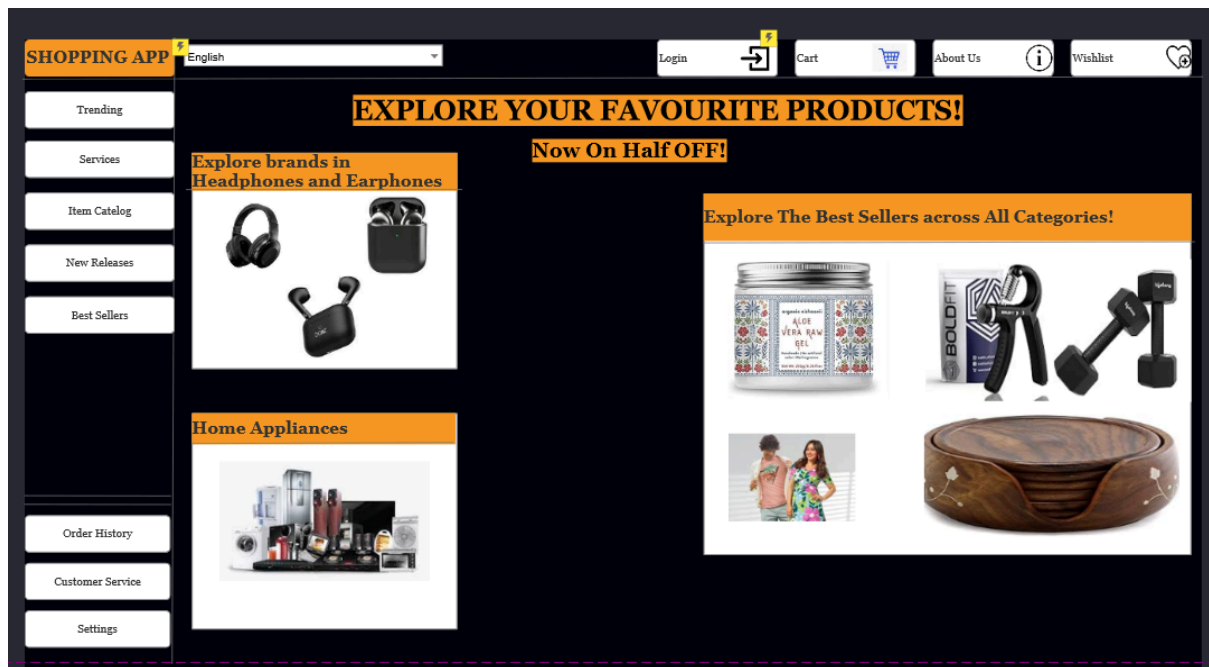 SHOPPING APP
English
Login
Cart
About Us
Wishlist
Trending
Services
Item Catelog
New Releases
Best Sellers
Order History
Customer Service
Settings
EXPLORE YOUR FAVOURITE PRODUCTS!
Now On Half OFF!
Explore brands in
Headphones and Earphones
Home Appliances
Explore The Best Sellers across All Categories!
ALOE
VERA RAW
GEL
BOLDFIT